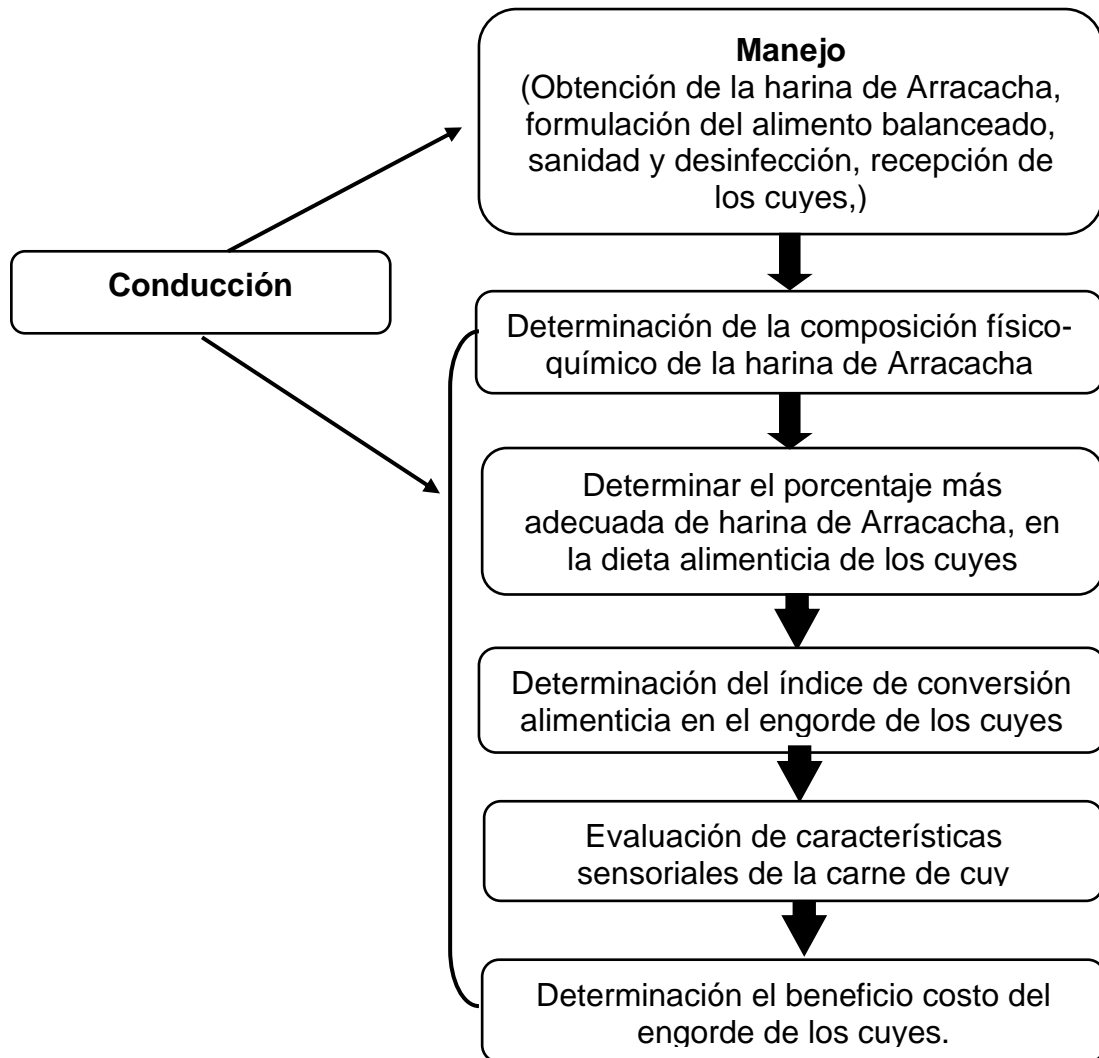 Manejo
(Obtención de la harina de Arracacha,
formulación del alimento balanceado,
sanidad y desinfección, recepción de
los cuyes,)
Conducción
Determinación de la composición físico-
químico de la harina de Arracacha
Determinar el porcentaje más
adecuada de harina de Arracacha, en
la dieta alimenticia de los cuyes
Determinación del índice de conversión
alimenticia en el engorde de los cuyes
Evaluación de características
sensoriales de la carne de cuy
Determinación el beneficio costo del
engorde de los cuyes.